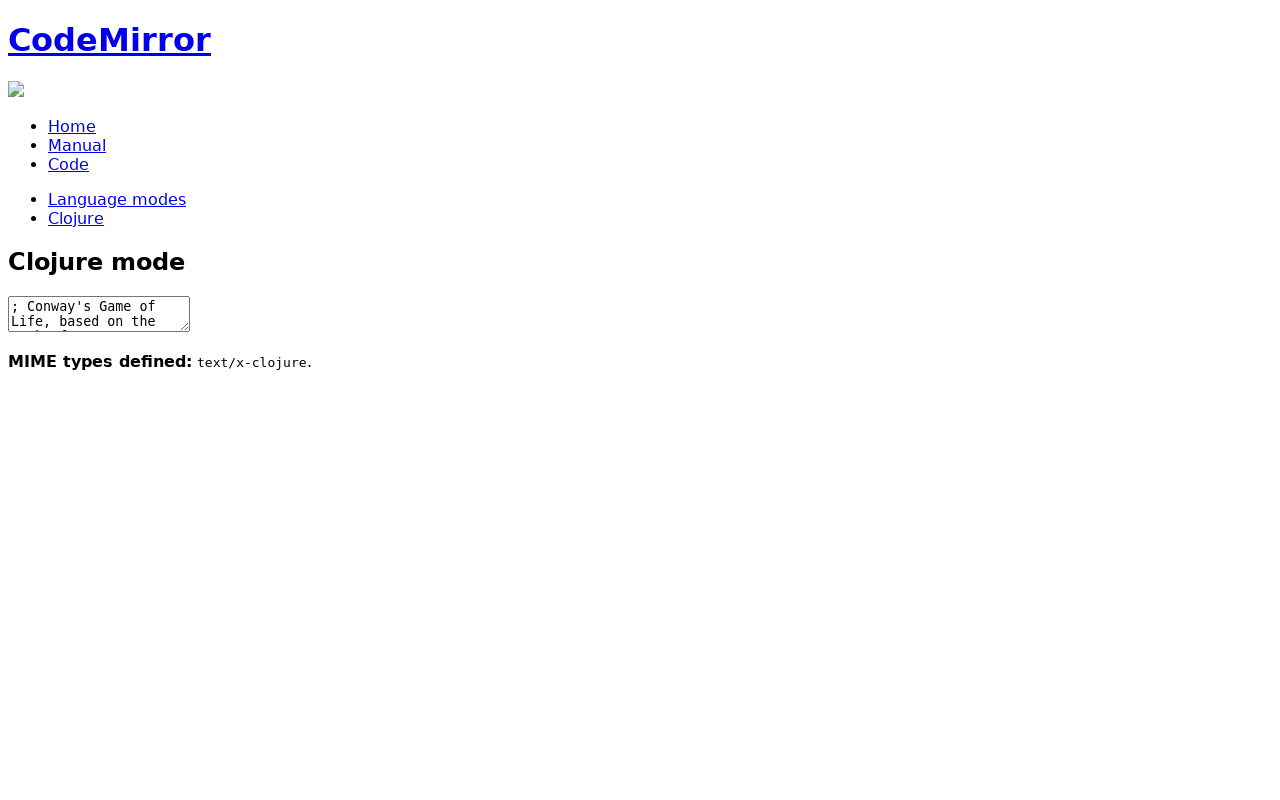 CodeMirror
Home
Manual
Code
Language modes
Clojure
Clojure mode
; Conway's Game of
Life, based on the
MIME types defined: text/x-clojure.